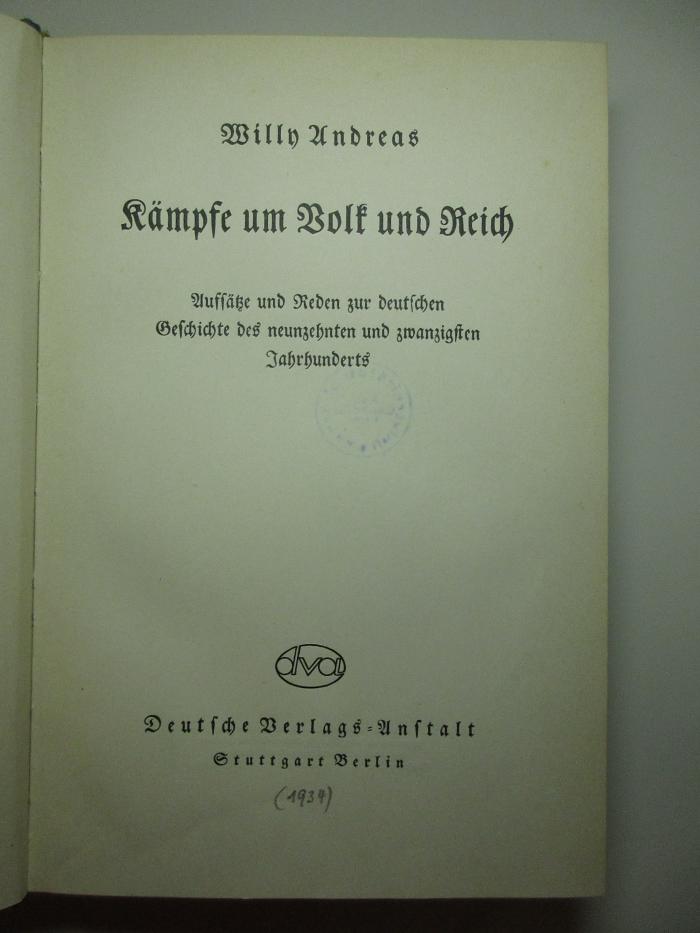 Willy Andreas
Kämpfe um Volk und Reich
Aufsätze und Reden zur deutschen
Geschichte des neunzehnten und zwanzigsten
Jahrhunderts
dva
Deutsche Verlags-Anstalt
Stuttgart Berlin
(1934)